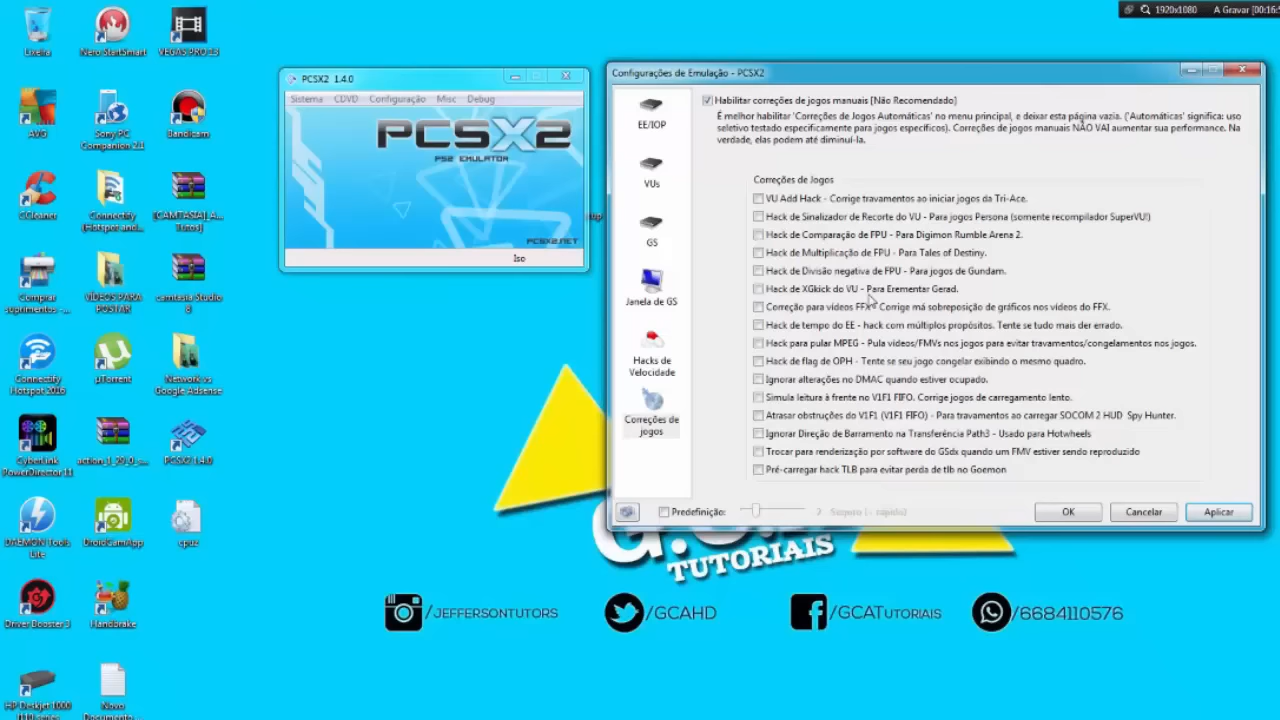 1920x1080 A Gravar [00:16:
Lixeira
Nero StartSmart
VEGAS PRO 13
AVG
Sony PC
Companion 2.1
Bandicam
CCleaner
Connectify
(Hotspot and...
[CAMTASIA]_A...
Tutos]
Comprar
suprimentos -...
VÍDEOS PARA
POSTAR
camtasia Studio
8
Connectify
Hotspot 2016
µTorrent
Network vs
Google Adsense
CyberLink
PowerDirector 11
PCSX2 1.4.0
DAEMON Tools
Lite
DroidCamApp
cpuz
Driver Booster 3
Handbrake
HP Deskjet 1000
Novo
Documento...
PCSX2 1.4.0
Sistema CDVD Configuração Misc Debug
PCSX2
PS2 EMULATOR
PCSX2.NET
Iso
Configurações de Emulação - PCSX2
EE/IOP
VUs
GS
Janela de GS
Hacks de
Velocidade
Correções de
jogos
Habilitar correções de jogos manuais [Não Recomendado]
É melhor habilitar 'Correções de Jogos Automáticas' no menu principal, e deixar esta página vazia. ('Automáticas' significa: uso
seletivo testado especificamente para jogos específicos). Correções de jogos manuais NÃO VAI aumentar sua performance. Na
verdade, elas podem até diminuí-la.
Correções de Jogos
VU Add Hack - Corrige travamentos ao iniciar jogos da Tri-Ace.
Hack de Sinalizador de Recorte do VU - Para jogos Persona (somente recompilador SuperVU!)
Hack de Comparação de FPU - Para Digimon Rumble Arena 2.
Hack de Multiplicação de FPU - Para Tales of Destiny.
Hack de Divisão negativa de FPU - Para jogos de Gundam.
Hack de XGkick do VU - Para Erementar Gerad.
Correção para vídeos FFX - Corrige má sobreposição de gráficos nos vídeos do FFX.
Hack de tempo do EE - hack com múltiplos propósitos. Tente se tudo mais der errado.
Hack para pular MPEG - Pula vídeos/FMVs nos jogos para evitar travamentos/congelamentos nos jogos.
Hack de flag de OPH - Tente se seu jogo congelar exibindo o mesmo quadro.
Ignorar alterações no DMAC quando estiver ocupado.
Simula leitura à frente no V1F1 FIFO. Corrige jogos de carregamento lento.
Atrasar obstruções do V1F1 (V1F1 FIFO) - Para travamentos ao carregar SOCOM 2 HUD Spy Hunter.
Ignorar Direção de Barramento na Transferência Path3 - Usado para Hotwheels
Trocar para renderização por software do GSdx quando um FMV estiver sendo reproduzido
Pré-carregar hack TLB para evitar perda de tlb no Goemon
Predefinição:
OK Cancelar Aplicar
TUTORIAIS
/JEFFERSONTUTORS /GCAHD /GCATUTORIAIS /6684110576